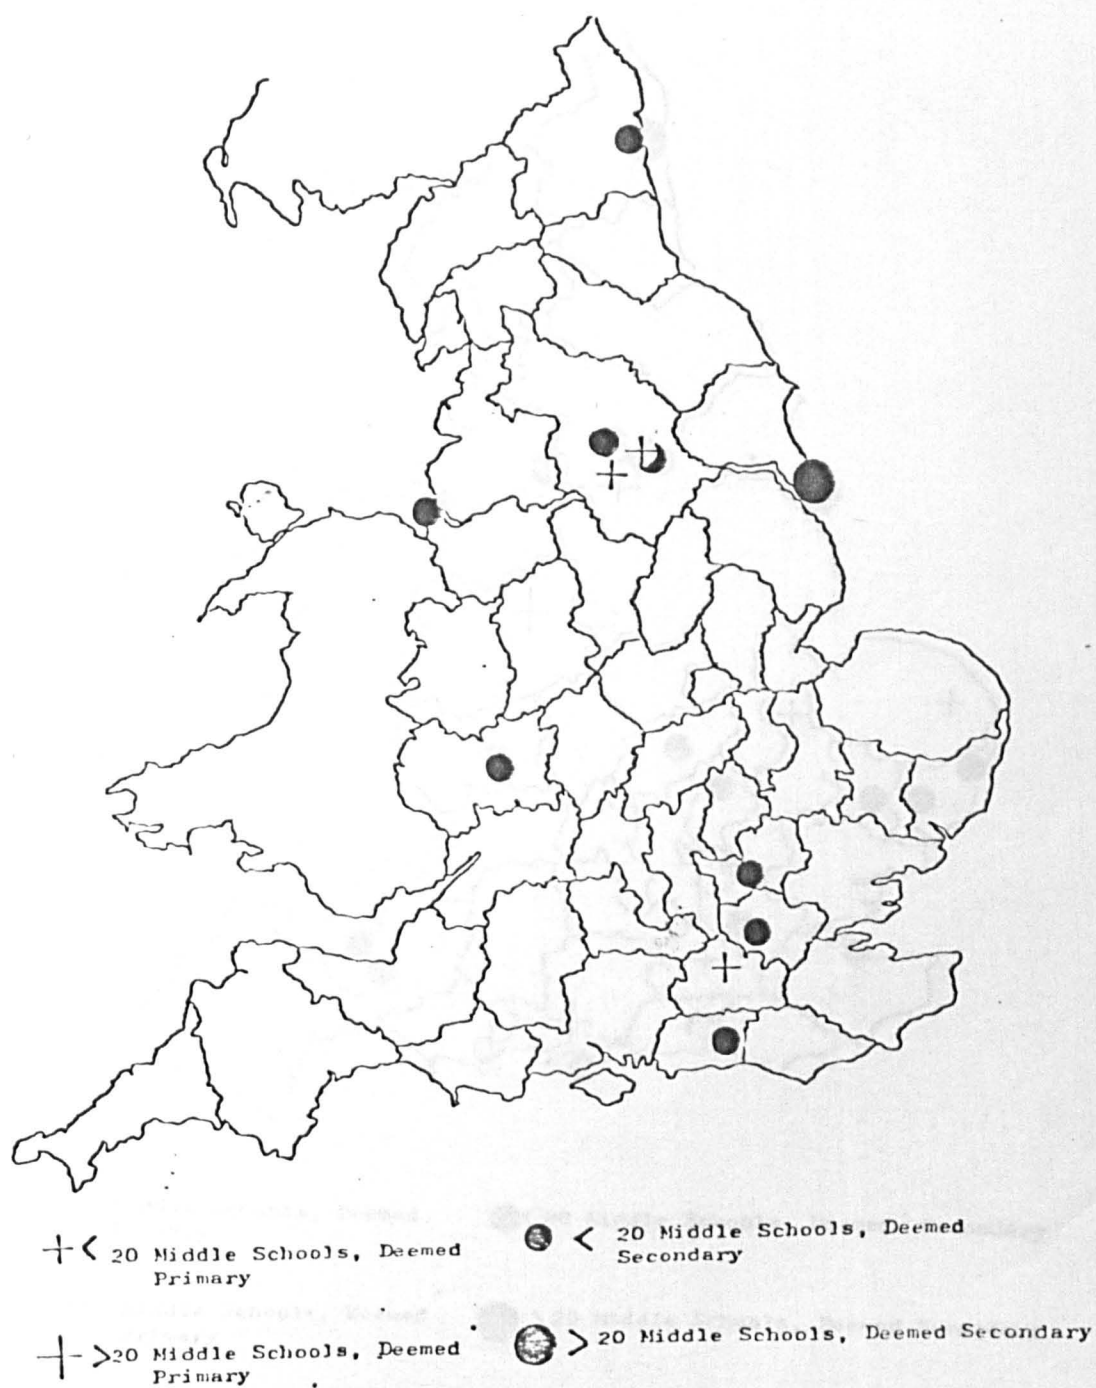 + < 20 Middle Schools, Deemed
Primary
< 20 Middle Schools, Deemed
Secondary
+ >20 Middle Schools, Deemed
Primary
>20 Middle Schools, Deemed Secondary